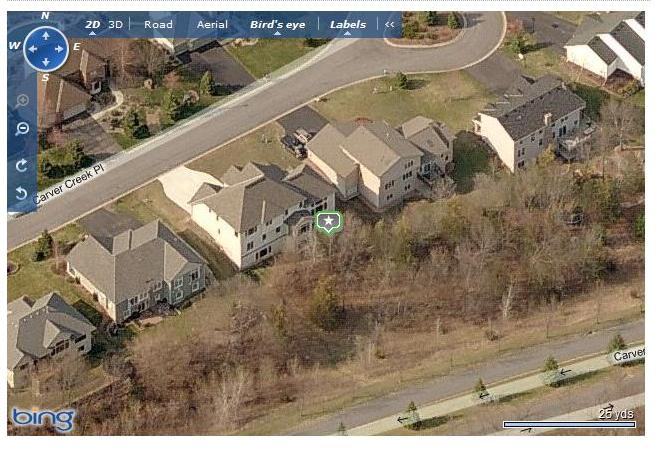 N
2D 3D Road Aerial Bird's eye Labels <<
W E
S
Carver Creek Pl
Carver
bing
25 yds